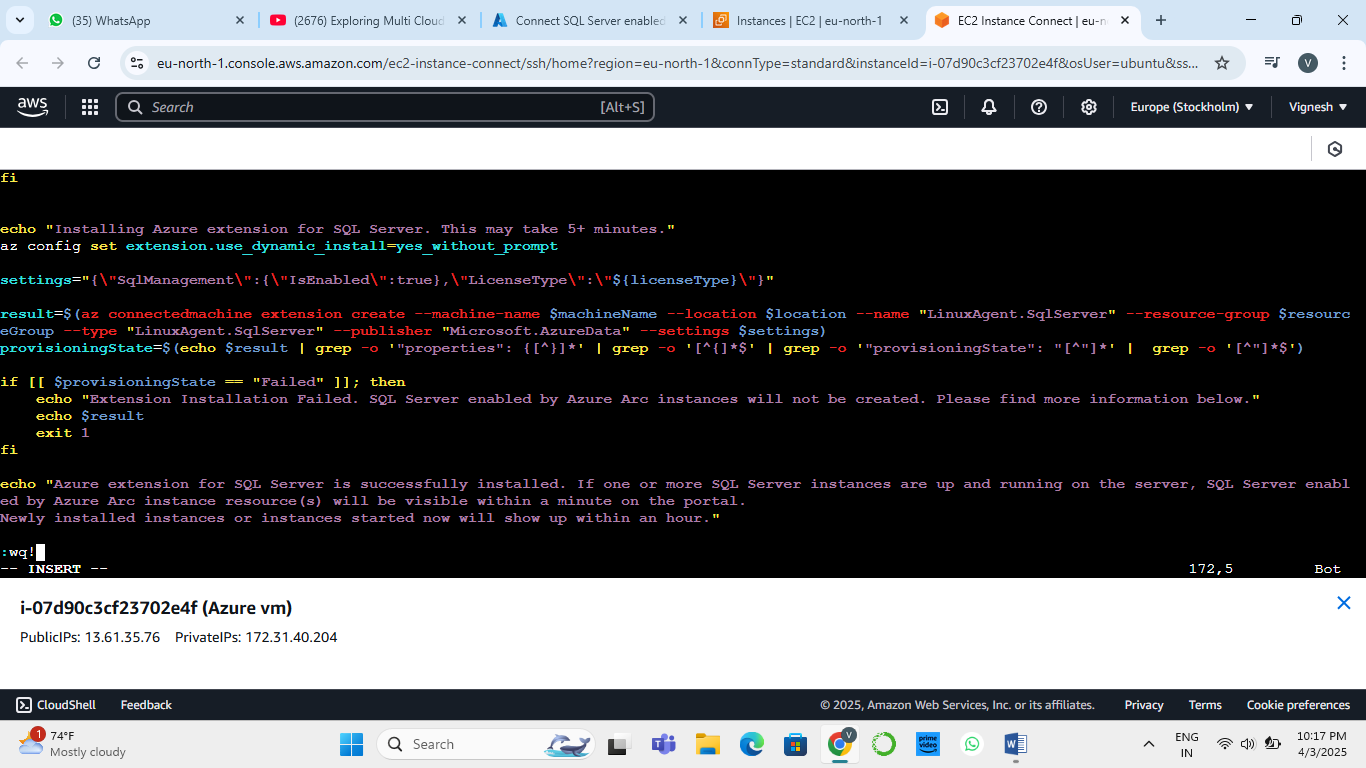 (35) WhatsApp
(2676) Exploring Multi Cloud
Connect SQL Server enabled
Instances | EC2 | eu-north-1
EC2 Instance Connect | eu-n
eu-north-1.console.aws.amazon.com/ec2-instance-connect/ssh/home?region=eu-north-1&connType=standard&instanceId=i-07d90c3cf23702e4f&osUser=ubuntu&ss...
V
aws
Search
[Alt+S]
Europe (Stockholm)
Vignesh
fi
echo "Installing Azure extension for SQL Server. This may take 5+ minutes."
az config set extension.use_dynamic_install=yes_without_prompt
settings="{\"SqlManagement\":{\"IsEnabled\":true},\"LicenseType\":\"${licenseType}\"}"
result=$(az connectedmachine extension create --machine-name $machineName --location $location --name "LinuxAgent.SqlServer" --resource-group $resourc
eGroup --type "LinuxAgent.SqlServer" --publisher "Microsoft.AzureData" --settings $settings)
provisioningState=$(echo $result | grep -o '"properties": {[^}]*' | grep -o '[^{]*$' | grep -o '"provisioningState": "[^"]*' |  grep -o '[^"]*$')
if [[ $provisioningState == "Failed" ]]; then
    echo "Extension Installation Failed. SQL Server enabled by Azure Arc instances will not be created. Please find more information below."
    echo $result
    exit 1
fi
echo "Azure extension for SQL Server is successfully installed. If one or more SQL Server instances are up and running on the server, SQL Server enabl
ed by Azure Arc instance resource(s) will be visible within a minute on the portal.
Newly installed instances or instances started now will show up within an hour."
:wq!
-- INSERT --
172,5
Bot
i-07d90c3cf23702e4f (Azure vm)
PublicIPs: 13.61.35.76 PrivateIPs: 172.31.40.204
CloudShell
Feedback
© 2025, Amazon Web Services, Inc. or its affiliates.
Privacy
Terms
Cookie preferences
1
74°F
Mostly cloudy
Search
V
prime video
ENG
IN
10:17 PM
4/3/2025